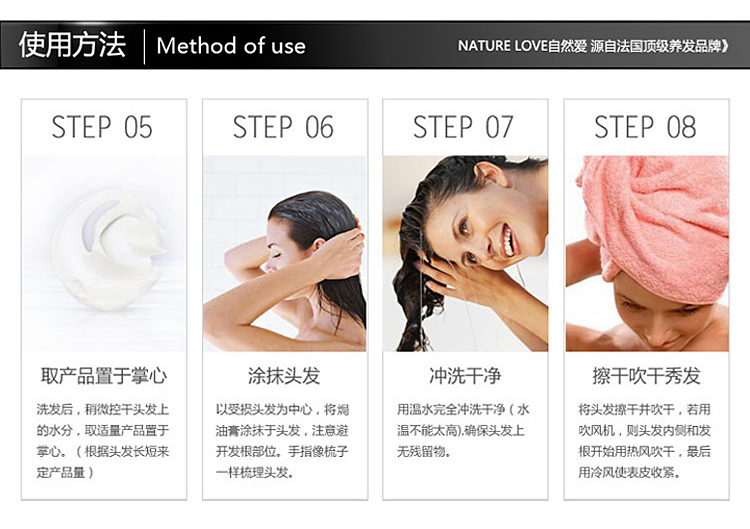 使用方法 Method of use NATURE LOVE自然爱 源自法国顶级养发品牌》
STEP 05
取产品置于掌心
洗发后，稍微控干头发上
的水分，取适量产品置于
掌心。（根据头发长短来
定产品量）
STEP 06
涂抹头发
以受损头发为中心，将焗
油膏涂抹于头发，注意避
开发根部位。手指像梳子
一样梳理头发。
STEP 07
冲洗干净
用温水完全冲洗干净（水
温不能太高),确保头发上
无残留物。
STEP 08
擦干吹干秀发
将头发擦干并吹干，若用
吹风机，则头发内侧和发
根开始用热风吹干，最后
用冷风使表皮收紧。